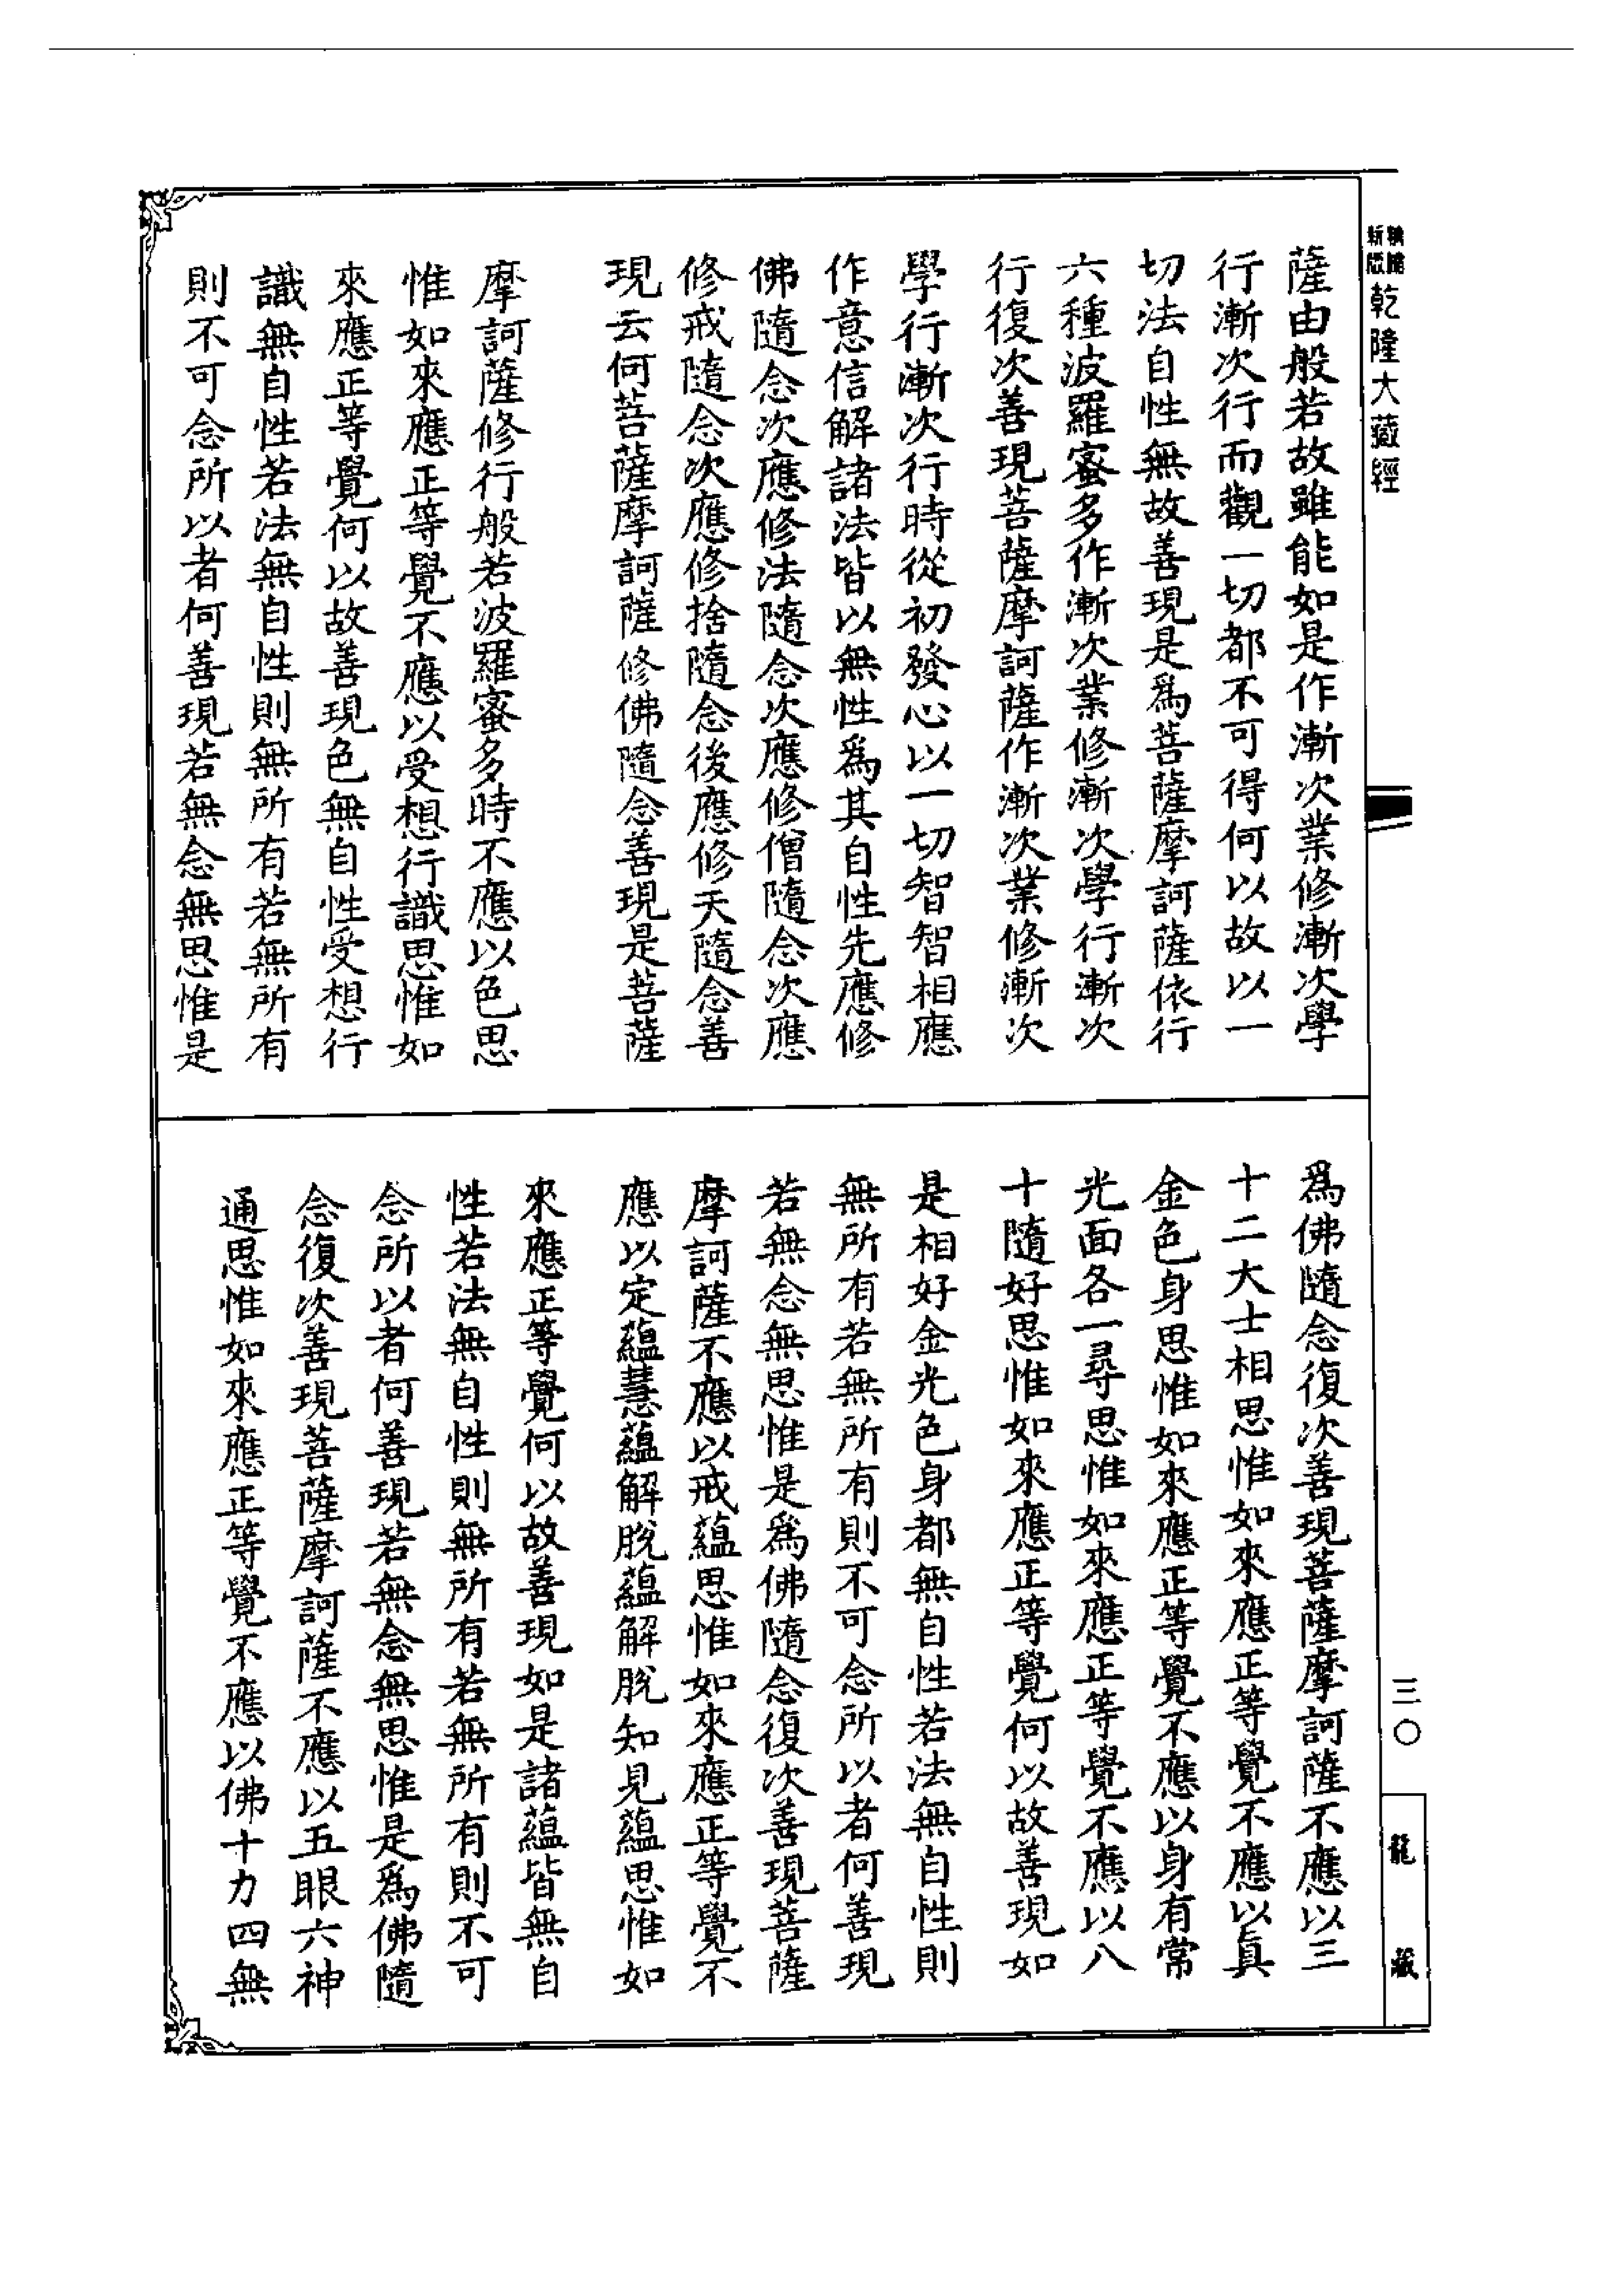 新版
乾隆大藏經
薩由般若故雖能如是作漸次業修漸次學
行漸次行而觀一切都不可得何以故以一
切法自性無故善現是為菩薩摩訶薩依行
六種波羅蜜多作漸次業修漸次學行漸次
行復次善現菩薩摩訶薩作漸次業修漸次
學行漸次行時從初發心以一切智智相應
作意信解諸法皆以無性為其自性先應修
佛隨念次應修法隨念次應修僧隨念次應
修戒隨念次應修捨隨念後應修天隨念善
現云何菩薩摩訶薩修佛隨念善現是菩薩
摩訶薩修行般若波羅蜜多時不應以色思
惟如來應正等覺不應以受想行識思惟如
來應正等覺何以故善現色無自性受想行
識無自性若法無自性則無所有若無所有
則不可念所以者何善現若無念無思惟是
為佛隨念復次善現菩薩摩訶薩不應以三
十二大士相思惟如來應正等覺不應以真
金色身思惟如來應正等覺不應以身有常
光面各一尋思惟如來應正等覺不應以八
十隨好思惟如來應正等覺何以故善現如
是相好金光色身都無自性若法無自性則
無所有若無所有則不可念所以者何善現
若無念無思惟是為佛隨念復次善現菩薩
摩訶薩不應以戒蘊思惟如來應正等覺不
應以定蘊慧蘊解脫蘊解脫知見蘊思惟如
來應正等覺何以故善現如是諸蘊皆無自
性若法無自性則無所有若無所有則不可
念所以者何善現若無念無思惟是為佛隨
念復次善現菩薩摩訶薩不應以五眼六神
通思惟如來應正等覺不應以佛十力四無
三〇
龍藏